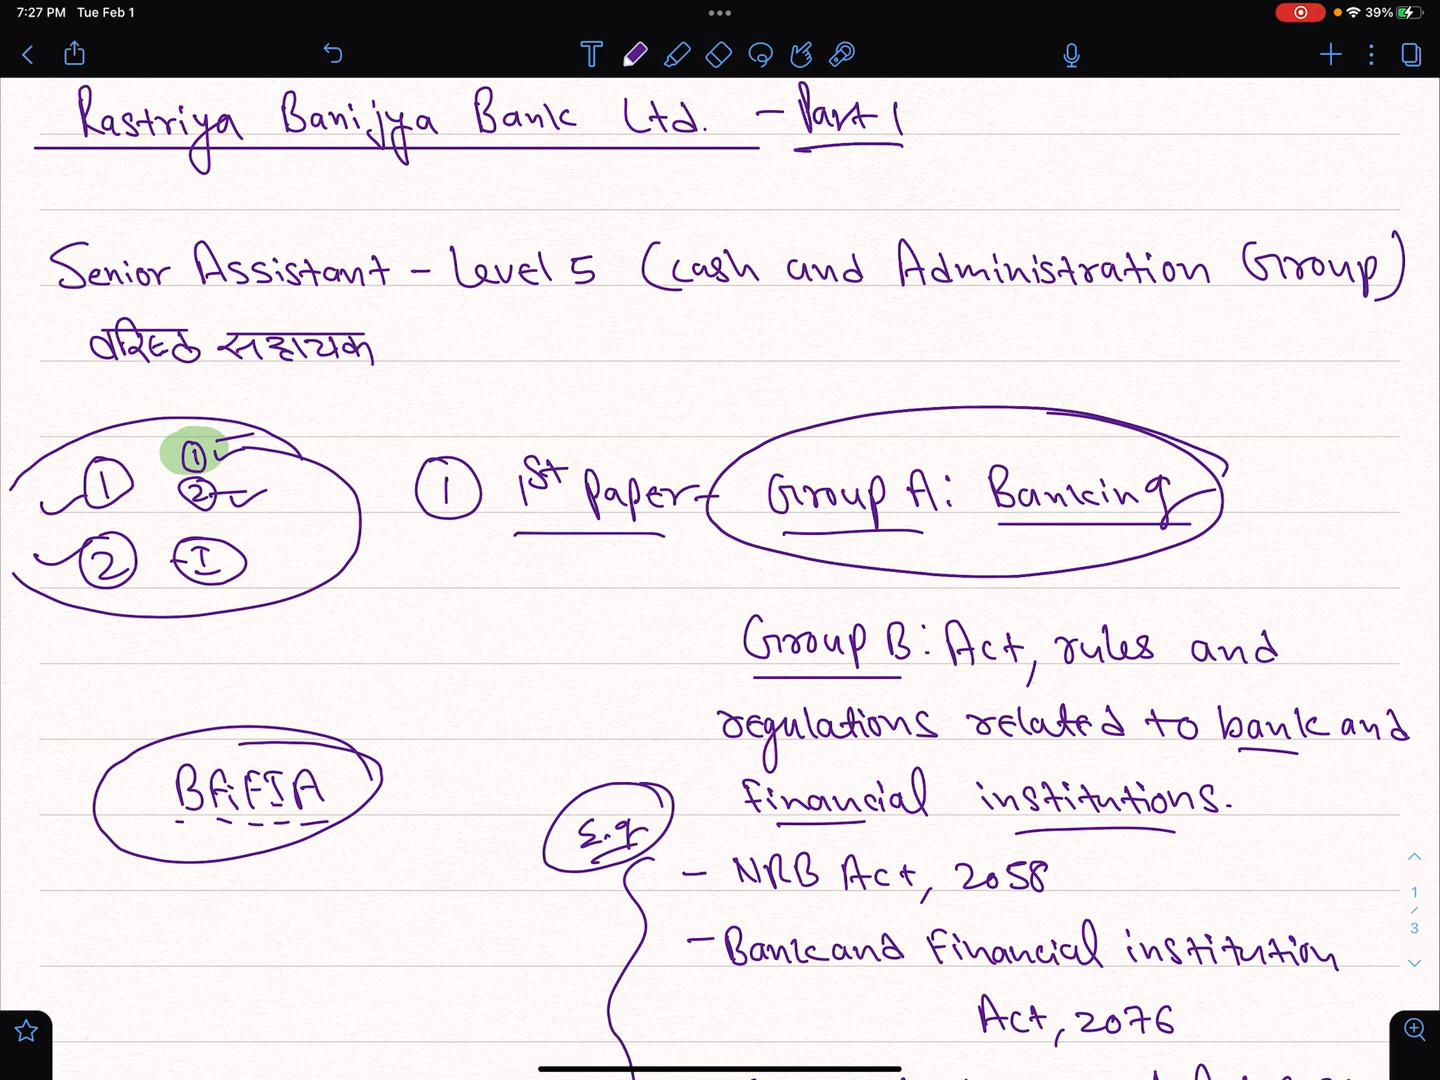 7:27 PM Tue Feb 1
39%
Rastriya Banijya Bank Ltd. - Part 1
Senior Assistant - Level 5 (Cash and Administration Group)
वरिष्ठ सहायक
① ①
②
② I
① 1st paper - Group A: Banking
Group B: Act, rules and
regulations related to bank and
financial institutions.
BAFIA
E.g
- NRB Act, 2058
- Bank and Financial institution
Act, 2076
1
/
3